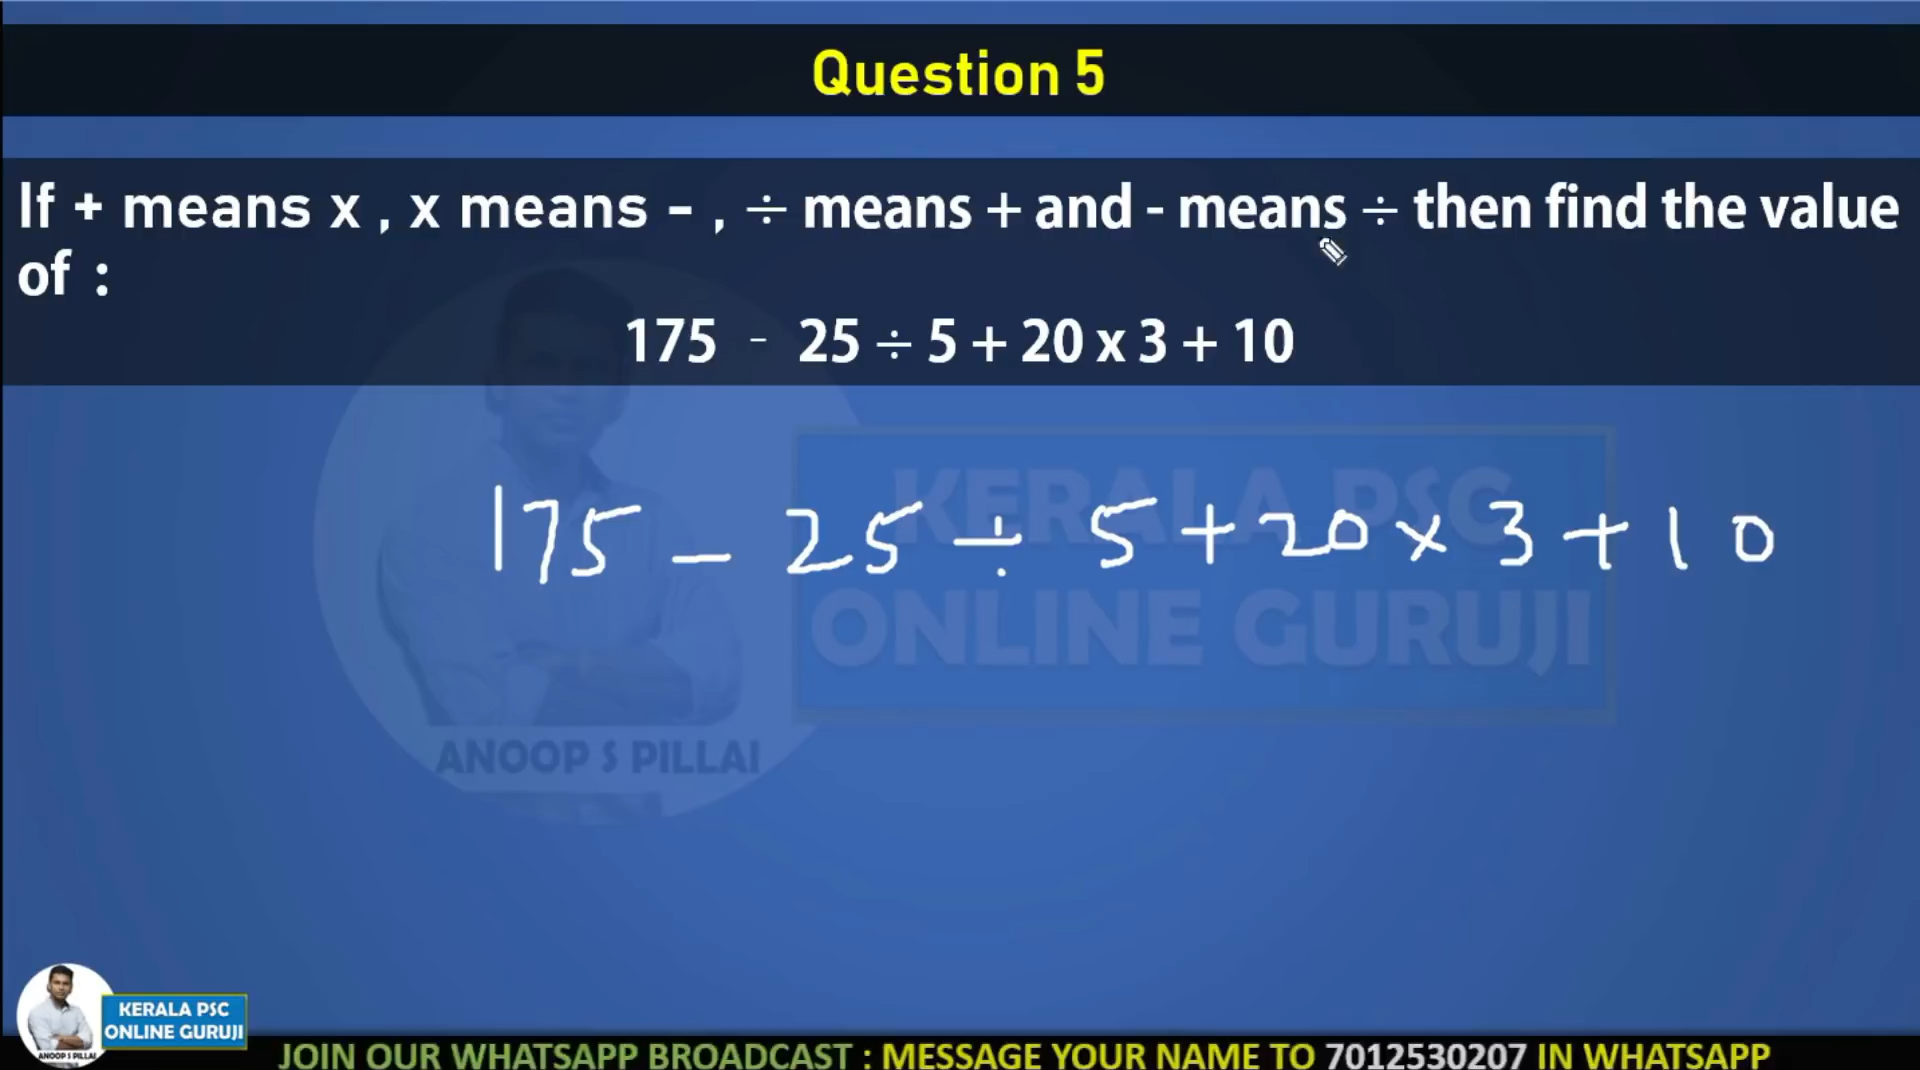 Question 5
If + means x , x means - , ÷ means + and - means ÷ then find the value
of :
175 - 25 ÷ 5 + 20 x 3 + 10
175 - 25 ÷ 5 + 20 × 3 + 10
KERALA PSC
ONLINE GURUJI
ANOOP S PILLAI
KERALA PSC
ONLINE GURUJI
ANOOP S PILLAI
JOIN OUR WHATSAPP BROADCAST : MESSAGE YOUR NAME TO 7012530207 IN WHATSAPP